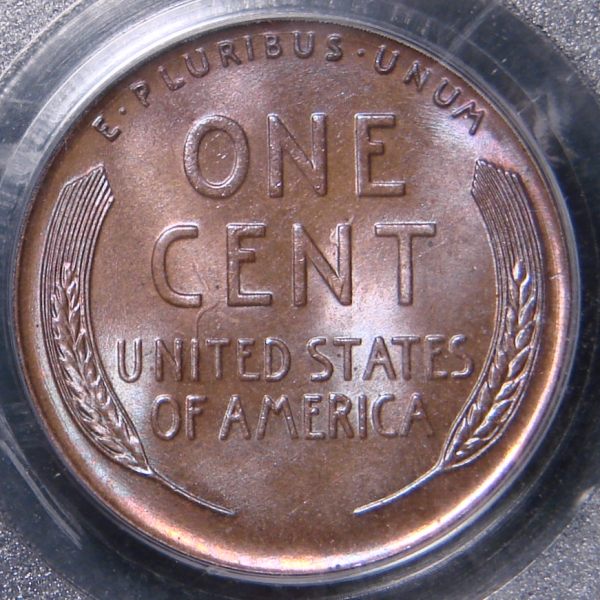 E·PLURIBUS·UNUM
ONE
CENT
UNITED STATES
OF AMERICA